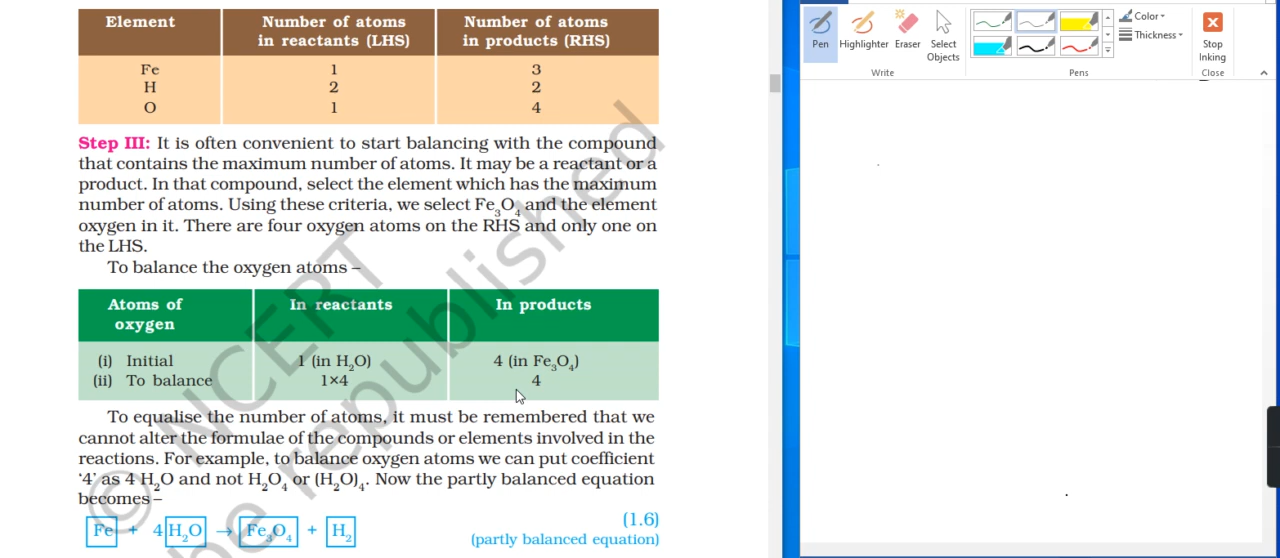 Element Number of atoms in reactants (LHS) Number of atoms in products (RHS)
Fe 1 3
H 2 2
O 1 4
Step III: It is often convenient to start balancing with the compound
that contains the maximum number of atoms. It may be a reactant or a
product. In that compound, select the element which has the maximum
number of atoms. Using these criteria, we select Fe₃O₄ and the element
oxygen in it. There are four oxygen atoms on the RHS and only one on
the LHS.
To balance the oxygen atoms –
Atoms of oxygen In reactants In products
(i) Initial 1 (in H₂O) 4 (in Fe₃O₄)
(ii) To balance 1×4 4
To equalise the number of atoms, it must be remembered that we
cannot alter the formulae of the compounds or elements involved in the
reactions. For example, to balance oxygen atoms we can put coefficient
‘4’ as 4 H₂O and not H₂O₄ or (H₂O)₄. Now the partly balanced equation
becomes –
Fe + 4 H₂O → Fe₃O₄ + H₂ (1.6)
(partly balanced equation)
© NCERT
be republished
Pen Highlighter Eraser Select Objects
Write
Pens
Color
Thickness
Stop Inking
Close